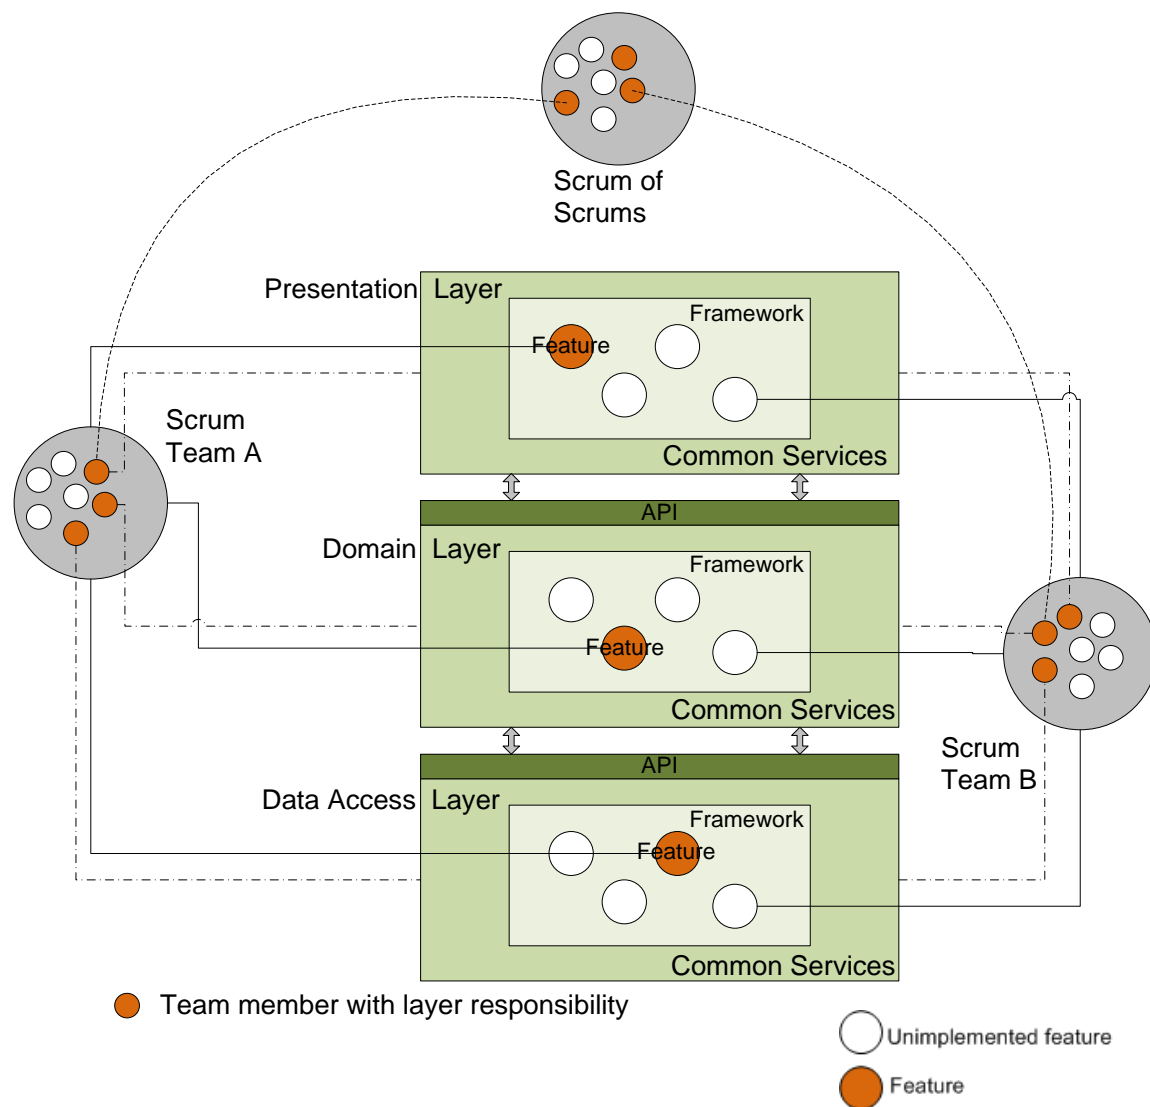 Scrum of
Scrums
Presentation Layer
Framework
Feature
Common Services
Scrum
Team A
API
Domain Layer
Framework
Feature
Common Services
Scrum
Team B
API
Data Access Layer
Framework
Feature
Common Services
Team member with layer responsibility
Unimplemented feature
Feature